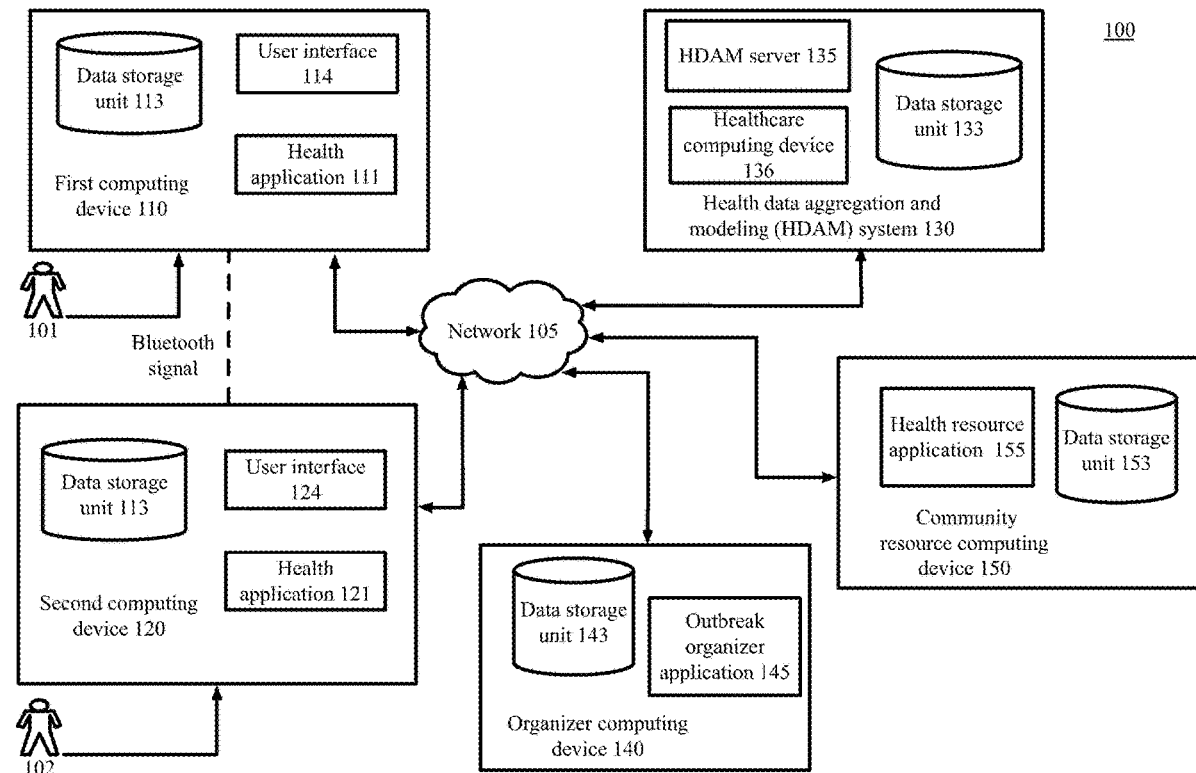 100
Data storage
unit 113
User interface
114
Health
application 111
First computing
device 110
HDAM server 135
Healthcare
computing device
136
Data storage
unit 133
Health data aggregation and
modeling (HDAM) system 130
101
Bluetooth
signal
Network 105
Data storage
unit 113
User interface
124
Health
application 121
Second computing
device 120
Health resource
application 155
Data storage
unit 153
Community
resource computing
device 150
Data storage
unit 143
Outbreak
organizer
application 145
Organizer computing
device 140
102